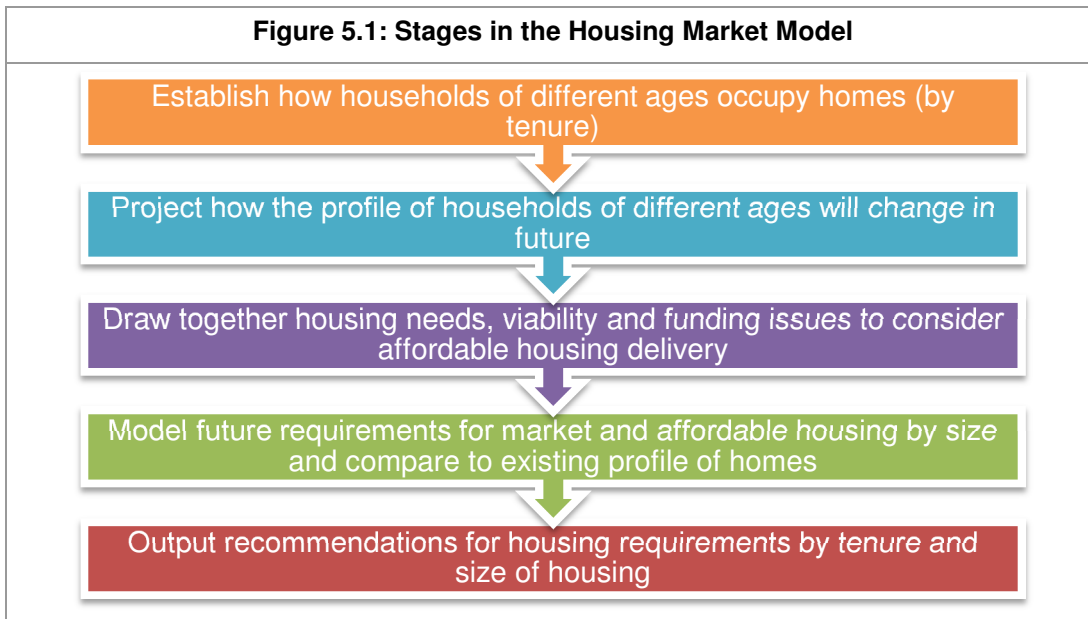 Figure 5.1: Stages in the Housing Market Model
Establish how households of different ages occupy homes (by
tenure)
Project how the profile of households of different ages will change in
future
Draw together housing needs, viability and funding issues to consider
affordable housing delivery
Model future requirements for market and affordable housing by size
and compare to existing profile of homes
Output recommendations for housing requirements by tenure and
size of housing